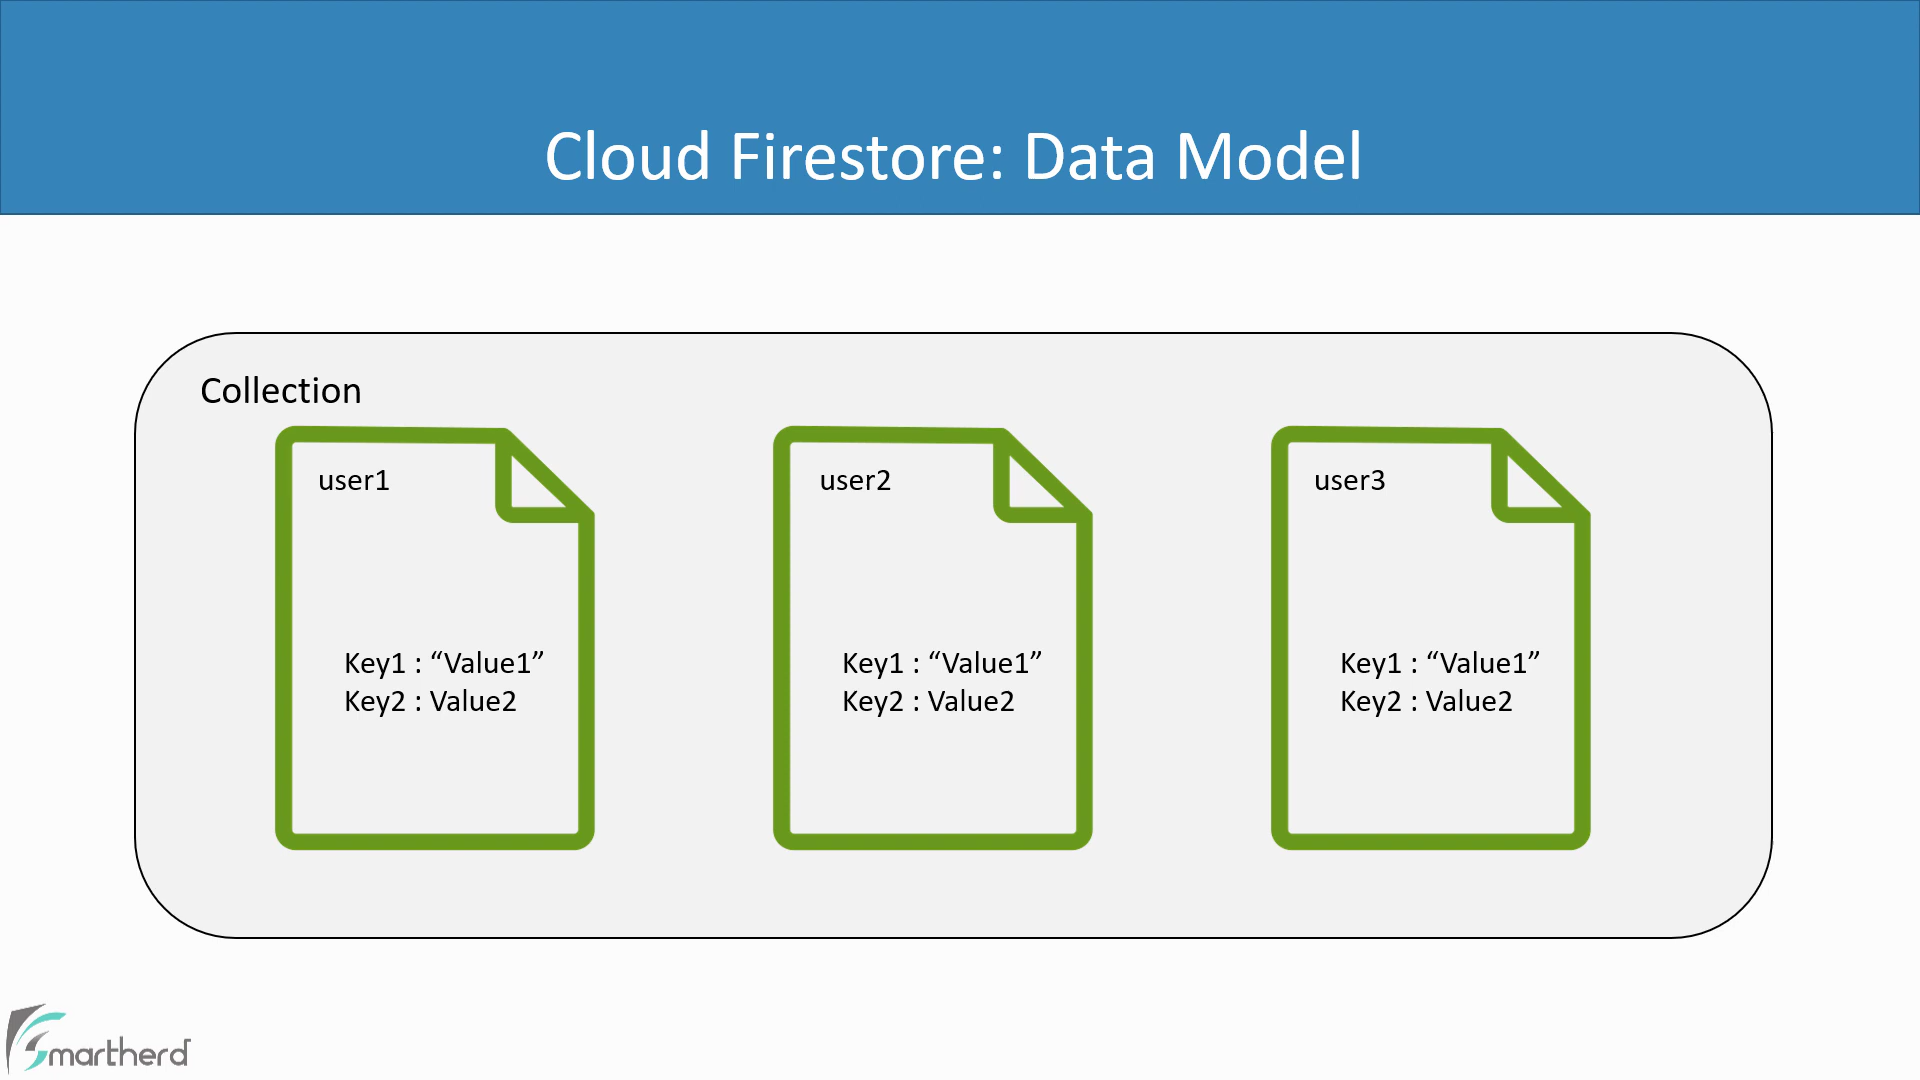 Cloud Firestore: Data Model
Collection
user1
Key1 : “Value1”
Key2 : Value2
user2
Key1 : “Value1”
Key2 : Value2
user3
Key1 : “Value1”
Key2 : Value2
Smartherd